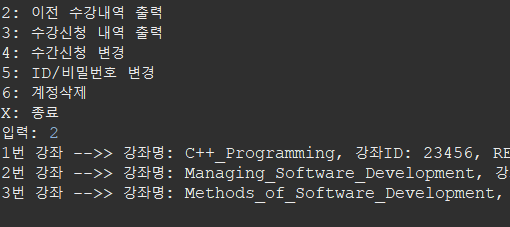 2: 이전 수강내역 출력
3: 수강신청 내역 출력
4: 수간신청 변경
5: ID/비밀번호 변경
6: 계정삭제
X: 종료
입력: 2
1번 강좌 -->> 강좌명: C++_Programming, 강좌ID: 23456, RE
2번 강좌 -->> 강좌명: Managing_Software_Development, 강
3번 강좌 -->> 강좌명: Methods_of_Software_Development,